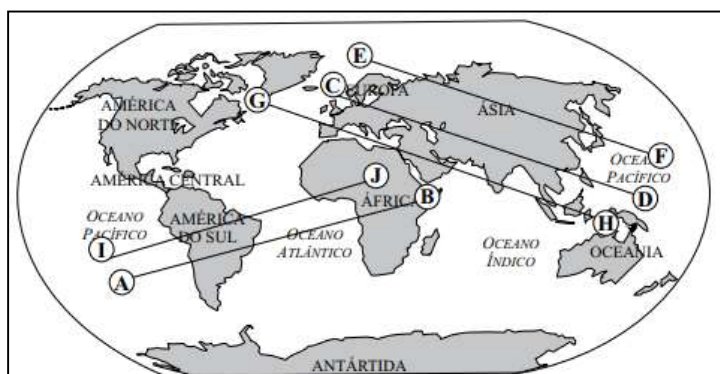 E
C
EUROPA
G
AMÉRICA
DO NORTE
ÁSIA
F
OCEANO
PACÍFICO
J
AMÉRICA CENTRAL
ÁFRICA
B
D
OCEANO
PACÍFICO
AMÉRICA
DO SUL
OCEANO
ATLÂNTICO
H
I
OCEANO
ÍNDICO
OCEANIA
A
ANTÁRTIDA